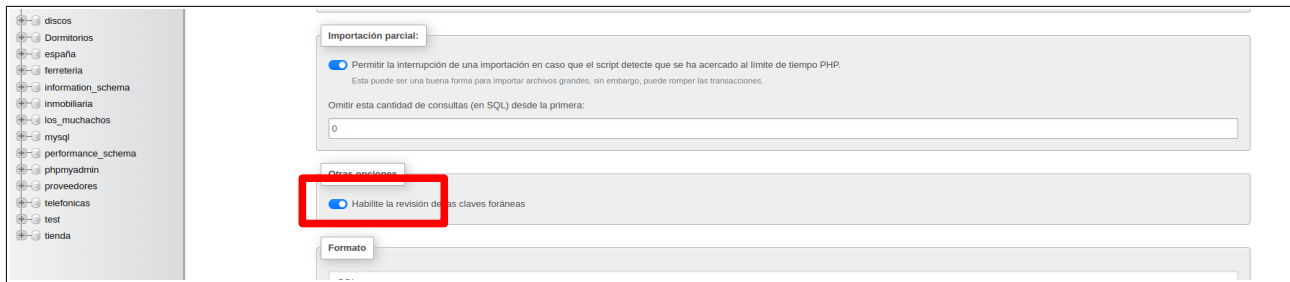 discos
Dormitorios
españa
ferreteria
information_schema
inmobiliaria
los_muchachos
mysql
performance_schema
phpmyadmin
proveedores
telefonicas
test
tienda
Importación parcial:
Permitir la interrupción de una importación en caso que el script detecte que se ha acercado al límite de tiempo PHP.
Esta puede ser una buena forma para importar archivos grandes, sin embargo, puede romper las transacciones.
Omitir esta cantidad de consultas (en SQL) desde la primera:
0
Otras opciones
Habilite la revisión de las claves foráneas
Formato